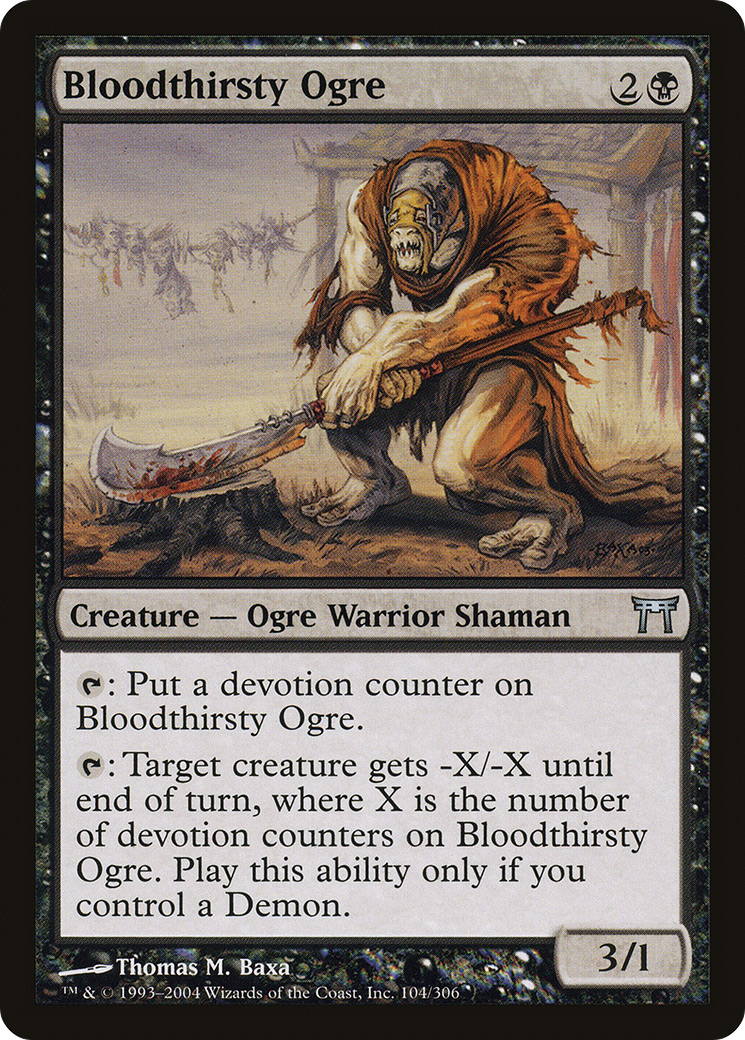 Bloodthirsty Ogre 2
BAXA03
Creature — Ogre Warrior Shaman
: Put a devotion counter on
Bloodthirsty Ogre.
: Target creature gets -X/-X until
end of turn, where X is the number
of devotion counters on Bloodthirsty
Ogre. Play this ability only if you
control a Demon.
3/1
Thomas M. Baxa
™ & © 1993–2004 Wizards of the Coast, Inc. 104/306